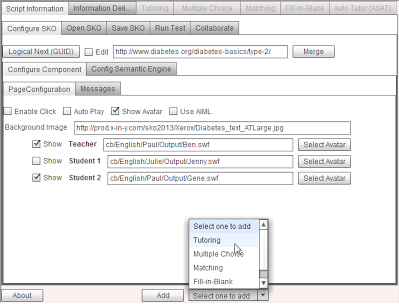 Script Information Information Deli... Tutoring Multiple Choice Matching Fill-in-Blank Auto Tutor (ASAT)
Configure SKO Open SKO Save SKO Run Test Collaborate
Logical Next (GUID) Edit http://www.diabetes.org/diabetes-basics/type-2/ Merge
Configure Component Config Semantic Engine
PageConfiguration Messages
Enable Click Auto Play Show Avatar Use AIML
Background Image http://prod.x-in-y.com/sko2013/Xerox/Diabetes_text_ATLarge.jpg
Show Teacher cb/English/Paul/Output/Ben.swf Select Avatar
Show Student 1 cb/English/Julie/Output/Jenny.swf Select Avatar
Show Student 2 cb/English/Paul/Output/Gene.swf Select Avatar
Select one to add
Tutoring
Multiple Choice
Matching
Fill-in-Blank
About Add Select one to add